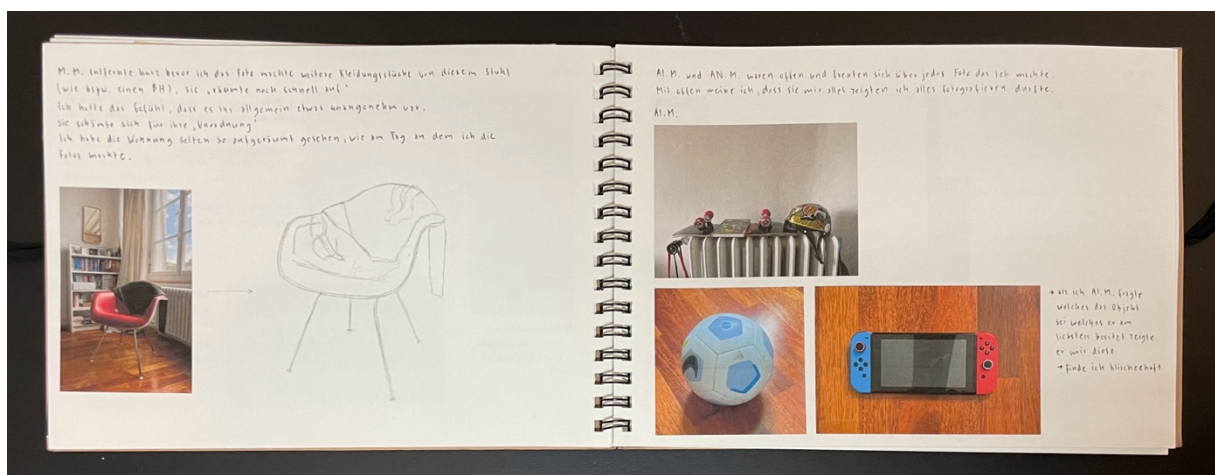 M.M. entfernte kurz bevor ich das Foto machte weitere Kleidungsstücke von diesem Stuhl
(wie bspw. einen BH), sie „räumte noch schnell auf"
Ich hatte das Gefühl, dass es ihr allgemein etwas unangenehm war.
sie schämte sich für ihre „Unordnung"
Ich habe die Wohnung selten so aufgeräumt gesehen, wie am Tag an dem ich die
Fotos machte.
Al.M. und AN.M. waren offen und freuten sich über jedes Foto das ich machte.
Mit offen meine ich, dass sie mir alles zeigten ich alles fotografieren durfte.
Al.M.
→ als ich Al.M. fragte
welches das Objekt
sei welches er am
liebsten besitzt zeigte
er mir diese
→ finde ich klischeehaft